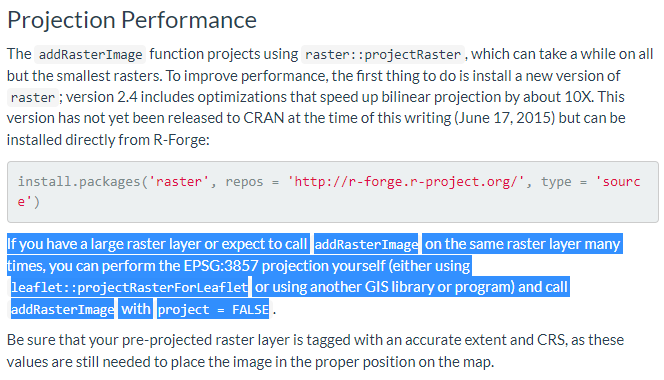 Projection Performance
The addRasterImage function projects using raster::projectRaster, which can take a while on all
but the smallest rasters. To improve performance, the first thing to do is install a new version of
raster; version 2.4 includes optimizations that speed up bilinear projection by about 10X. This
version has not yet been released to CRAN at the time of this writing (June 17, 2015) but can be
installed directly from R-Forge:
install.packages('raster', repos = 'http://r-forge.r-project.org/', type = 'sourc
e')
If you have a large raster layer or expect to call addRasterImage on the same raster layer many
times, you can perform the EPSG:3857 projection yourself (either using
leaflet::projectRasterForLeaflet or using another GIS library or program) and call
addRasterImage with project = FALSE.
Be sure that your pre-projected raster layer is tagged with an accurate extent and CRS, as these
values are still needed to place the image in the proper position on the map.